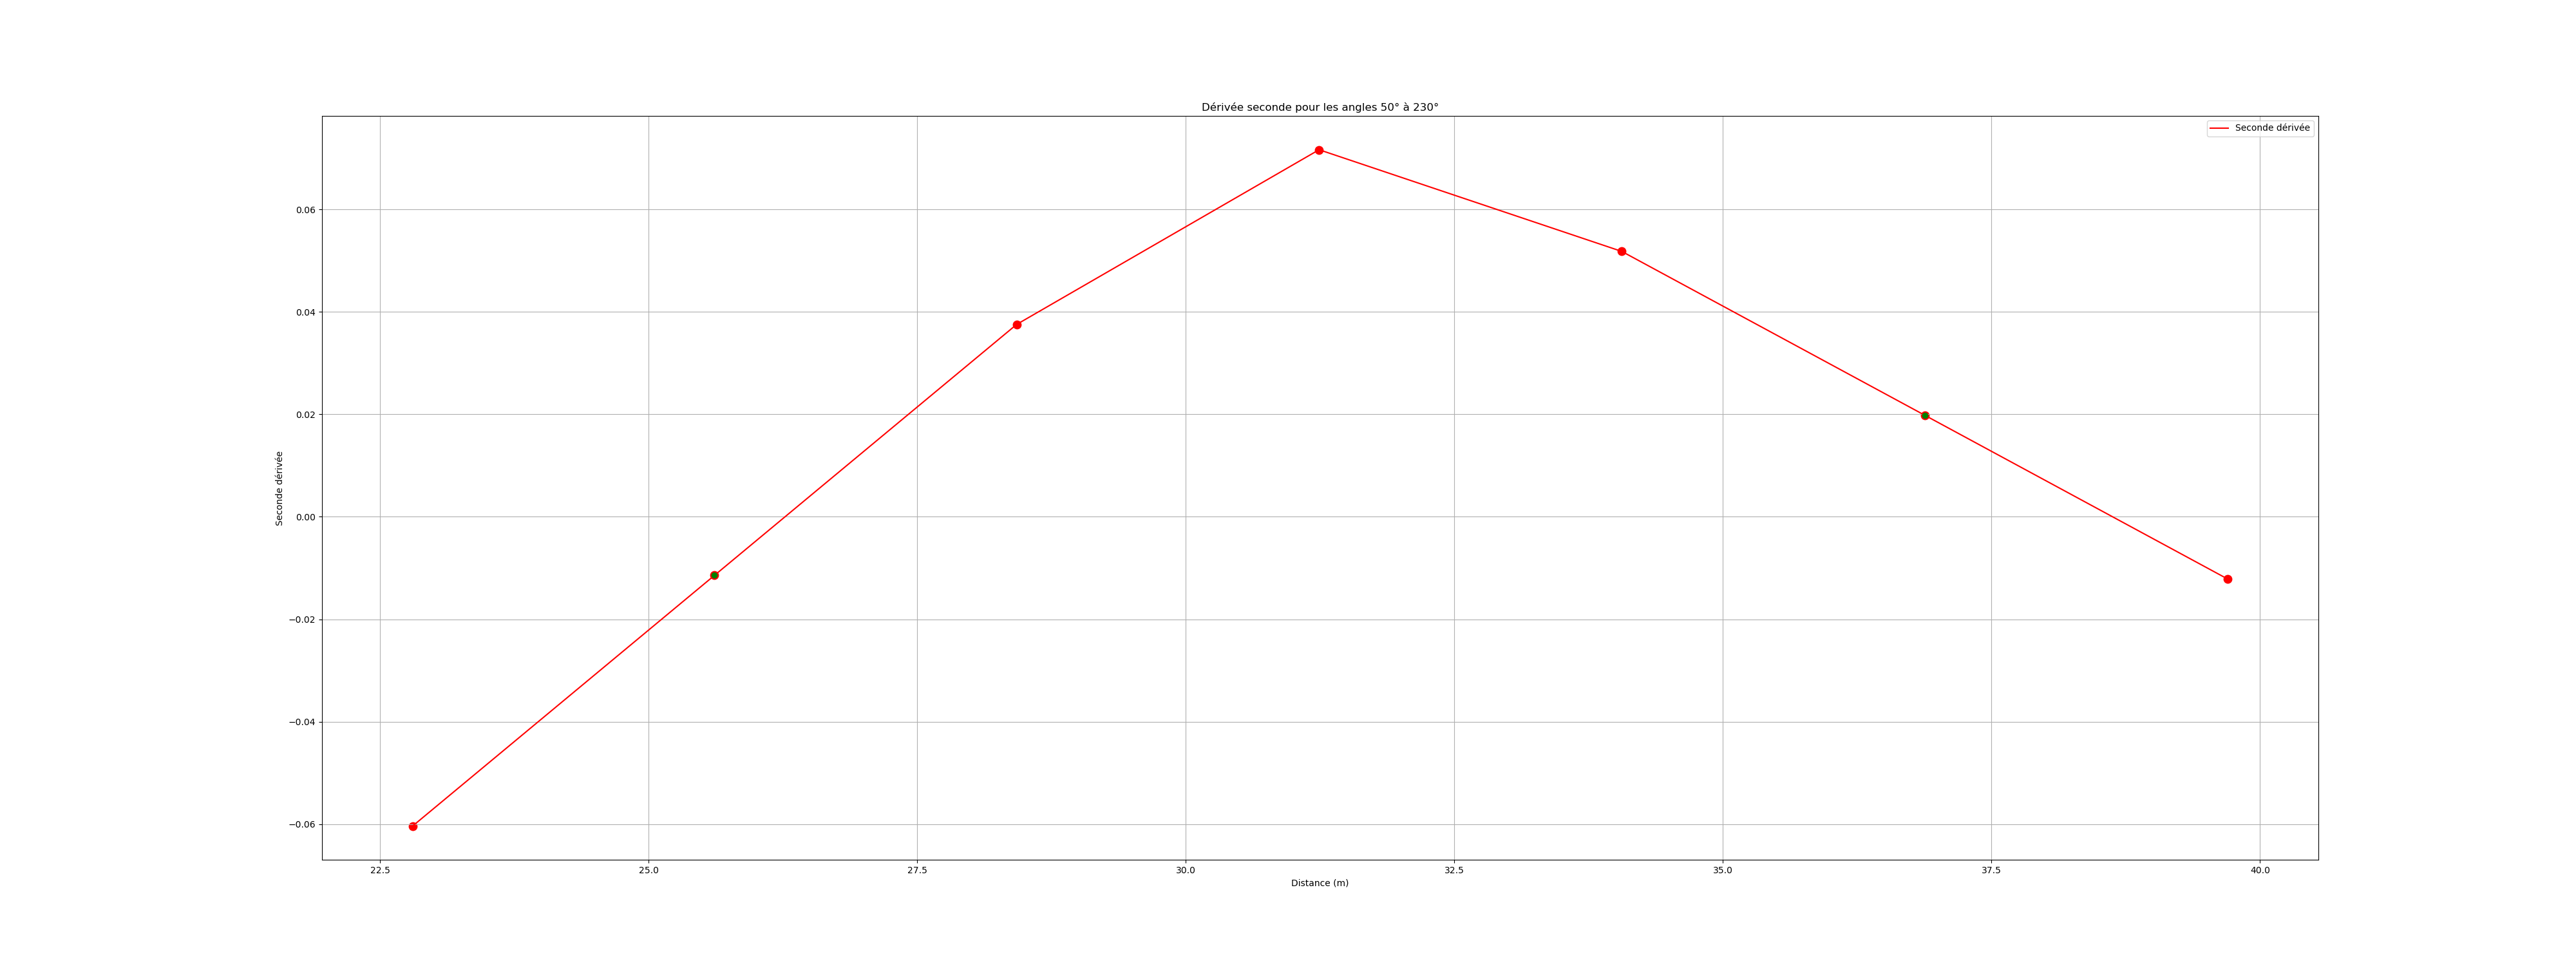 Dérivée seconde pour les angles 50° à 230°
Seconde dérivée
0.06
0.04
0.02
0.00
−0.02
−0.04
−0.06
Seconde dérivée
22.5 25.0 27.5 30.0 32.5 35.0 37.5 40.0
Distance (m)